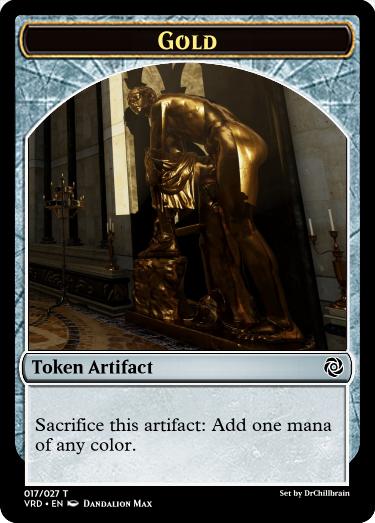 GOLD
Token Artifact
Sacrifice this artifact: Add one mana
of any color.
017/027 T
Set by DrChillbrain
VRD • EN DANDALION MAX